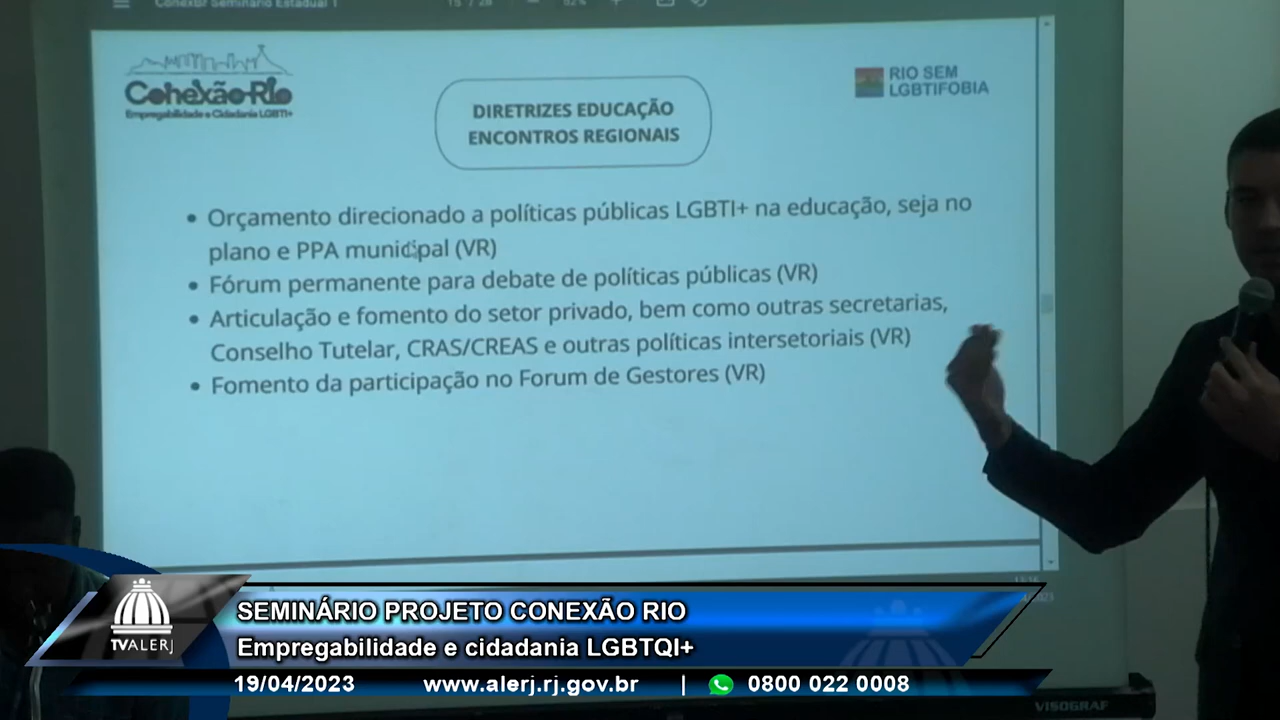 Conexão Rio
Empregabilidade e Cidadania LGBTI+
DIRETRIZES EDUCAÇÃO
ENCONTROS REGIONAIS
RIO SEM
LGBTIFOBIA
• Orçamento direcionado a políticas públicas LGBTI+ na educação, seja no
plano e PPA municipal (VR)
• Fórum permanente para debate de políticas públicas (VR)
• Articulação e fomento do setor privado, bem como outras secretarias,
Conselho Tutelar, CRAS/CREAS e outras políticas intersetoriais (VR)
• Fomento da participação no Forum de Gestores (VR)
TVALERJ
SEMINÁRIO PROJETO CONEXÃO RIO
Empregabilidade e cidadania LGBTQI+
19/04/2023 www.alerj.rj.gov.br | 0800 022 0008
VISOGRAF